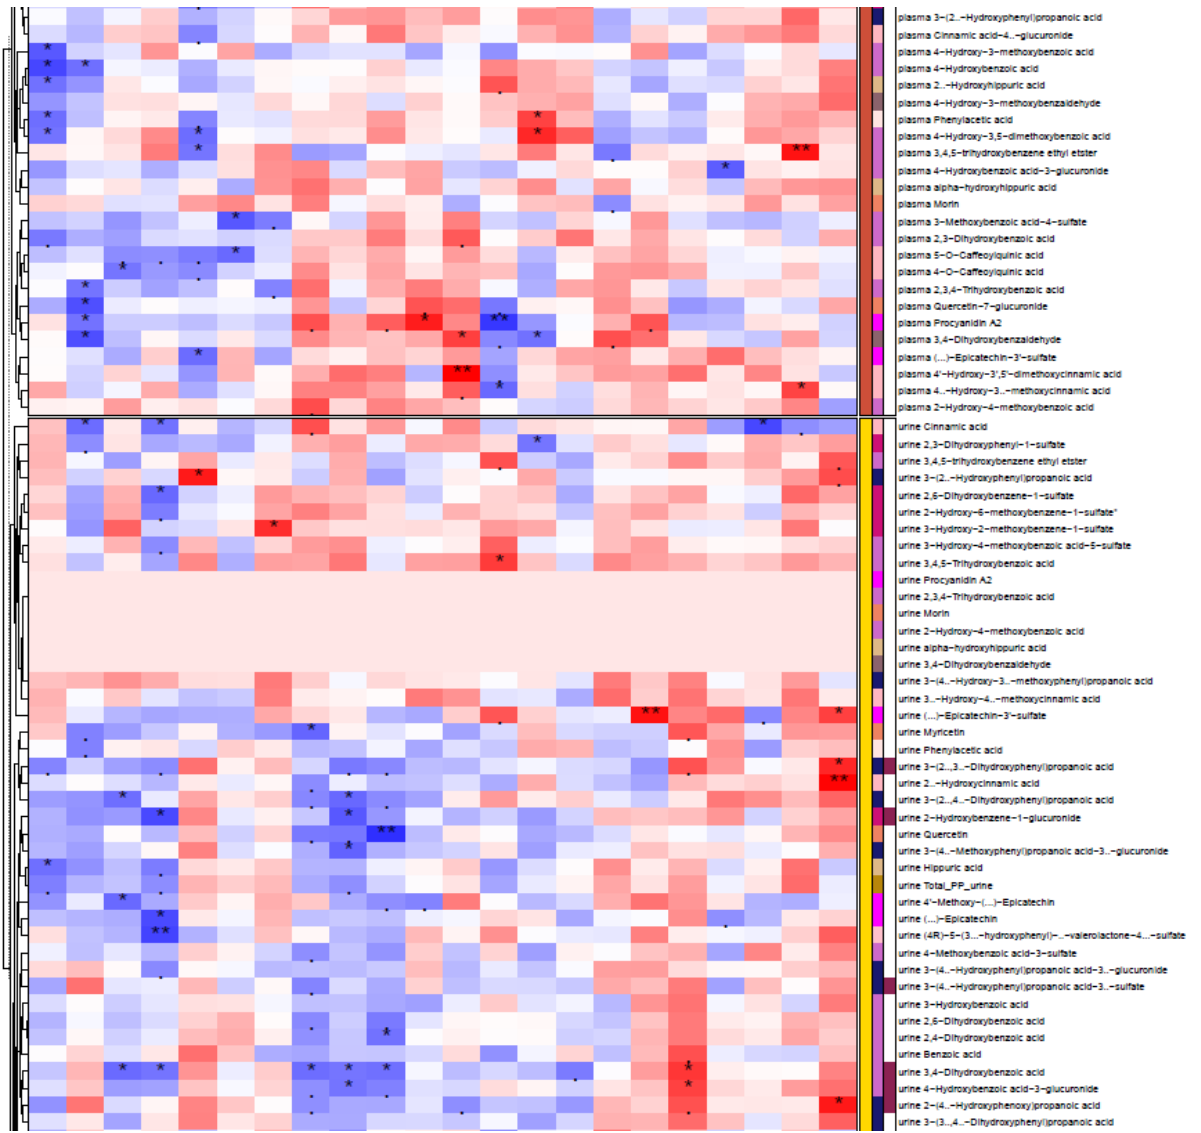 plasma 3-(2..-Hydroxyphenyl)propanoic acid
plasma Cinnamic acid-4..-glucuronide
plasma 4-Hydroxy-3-methoxybenzoic acid
plasma 4-Hydroxybenzoic acid
plasma 2..-Hydroxyhippuric acid
plasma 4-Hydroxy-3-methoxybenzaldehyde
plasma Phenylacetic acid
plasma 4-Hydroxy-3,5-dimethoxybenzoic acid
plasma 3,4,5-trihydroxybenzene ethyl etster
plasma 4-Hydroxybenzoic acid-3-glucuronide
plasma alpha-hydroxyhippuric acid
plasma Morin
plasma 3-Methoxybenzoic acid-4-sulfate
plasma 2,3-Dihydroxybenzoic acid
plasma 5-O-Caffeoylquinic acid
plasma 4-O-Caffeoylquinic acid
plasma 2,3,4-Trihydroxybenzoic acid
plasma Quercetin-7-glucuronide
plasma Procyanidin A2
plasma 3,4-Dihydroxybenzaldehyde
plasma (...)-Epicatechin-3'-sulfate
plasma 4'-Hydroxy-3',5'-dimethoxycinnamic acid
plasma 4..-Hydroxy-3..-methoxycinnamic acid
plasma 2-Hydroxy-4-methoxybenzoic acid
urine Cinnamic acid
urine 2,3-Dihydroxyphenyl-1-sulfate
urine 3,4,5-trihydroxybenzene ethyl etster
urine 3-(2..-Hydroxyphenyl)propanoic acid
urine 2,6-Dihydroxybenzene-1-sulfate
urine 2-Hydroxy-6-methoxybenzene-1-sulfate*
urine 3-Hydroxy-2-methoxybenzene-1-sulfate
urine 3-Hydroxy-4-methoxybenzoic acid-5-sulfate
urine 3,4,5-Trihydroxybenzoic acid
urine Procyanidin A2
urine 2,3,4-Trihydroxybenzoic acid
urine Morin
urine 2-Hydroxy-4-methoxybenzoic acid
urine alpha-hydroxyhippuric acid
urine 3,4-Dihydroxybenzaldehyde
urine 3-(4..-Hydroxy-3..-methoxyphenyl)propanoic acid
urine 3..-Hydroxy-4..-methoxycinnamic acid
urine (...)-Epicatechin-3'-sulfate
urine Myricetin
urine Phenylacetic acid
urine 3-(2..,3..-Dihydroxyphenyl)propanoic acid
urine 2..-Hydroxycinnamic acid
urine 3-(2..,4..-Dihydroxyphenyl)propanoic acid
urine 2-Hydroxybenzene-1-glucuronide
urine Quercetin
urine 3-(4..-Methoxyphenyl)propanoic acid-3..-glucuronide
urine Hippuric acid
urine Total_PP_urine
urine 4'-Methoxy-(...)-Epicatechin
urine (...)-Epicatechin
urine (4R)-5-(3...-hydroxyphenyl)-..-valerolactone-4...-sulfate
urine 4-Methoxybenzoic acid-3-sulfate
urine 3-(4..-Hydroxyphenyl)propanoic acid-3..-glucuronide
urine 3-(4..-Hydroxyphenyl)propanoic acid-3..-sulfate
urine 3-Hydroxybenzoic acid
urine 2,6-Dihydroxybenzoic acid
urine 2,4-Dihydroxybenzoic acid
urine Benzoic acid
urine 3,4-Dihydroxybenzoic acid
urine 4-Hydroxybenzoic acid-3-glucuronide
urine 2-(4..-Hydroxyphenoxy)propanoic acid
urine 3-(3..,4..-Dihydroxyphenyl)propanoic acid